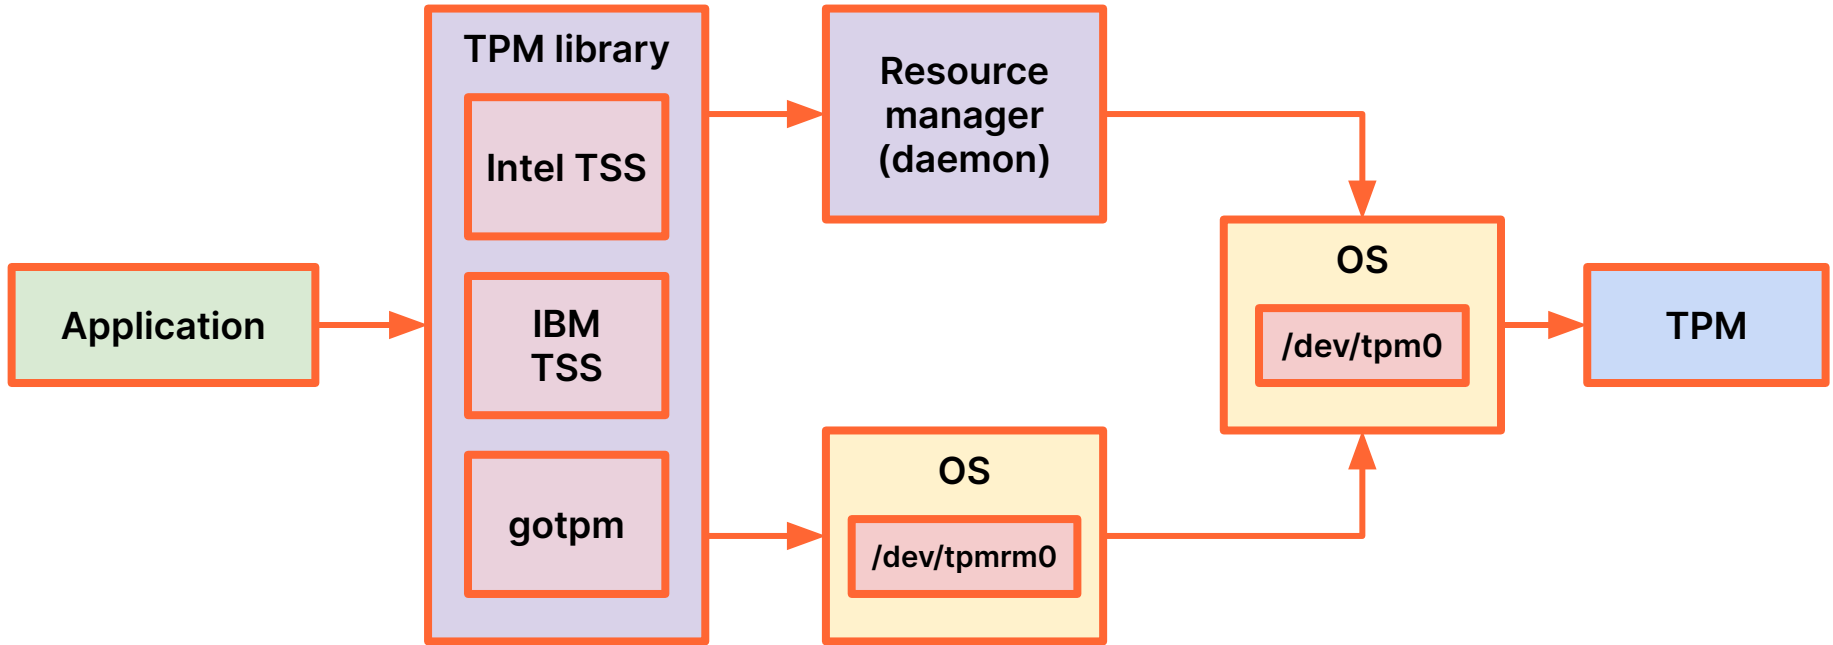 TPM library
Intel TSS
IBM
TSS
gotpm
Application
Resource
manager
(daemon)
OS
/dev/tpmrm0
OS
/dev/tpm0
TPM